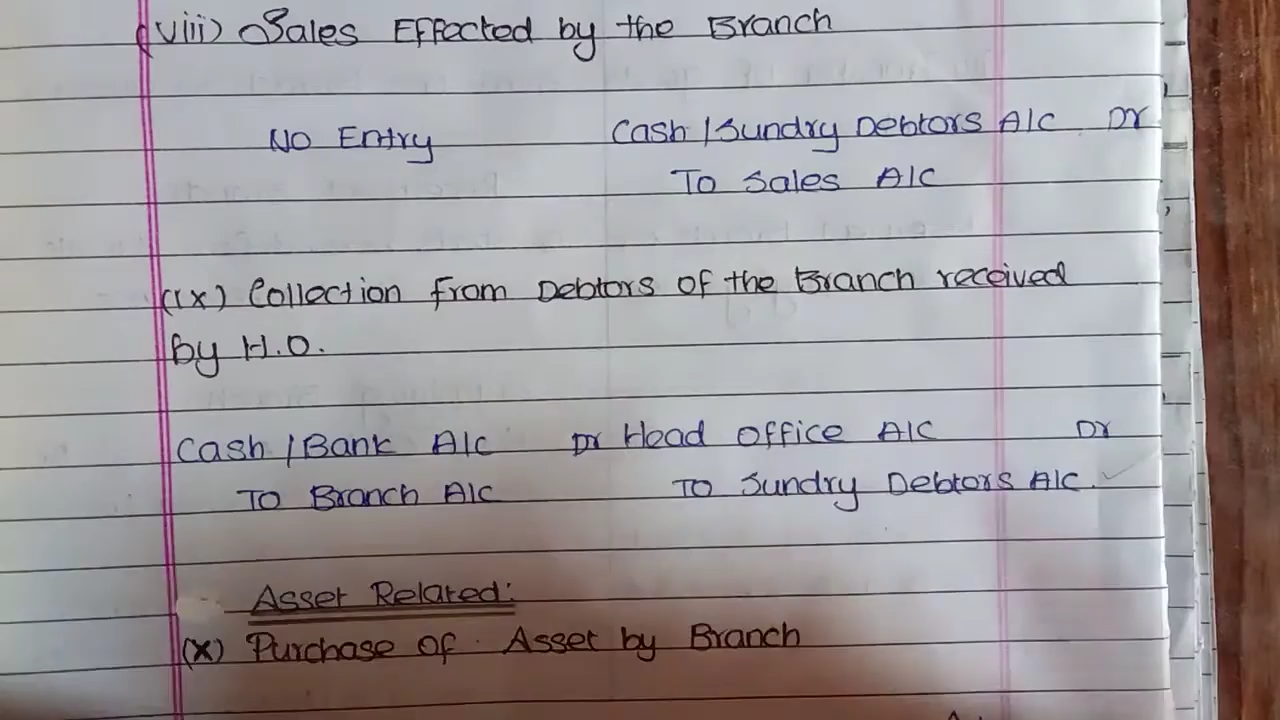 (viii) Sales Effected by the Branch
No Entry Cash/Sundry Debtors A/c Dr
To Sales A/c
(ix) Collection from Debtors of the Branch received
by H.O.
Cash/Bank A/c Dr Head Office A/c Dr
To Branch A/c To Sundry Debtors A/c.
Asset Related:
(x) Purchase of Asset by Branch